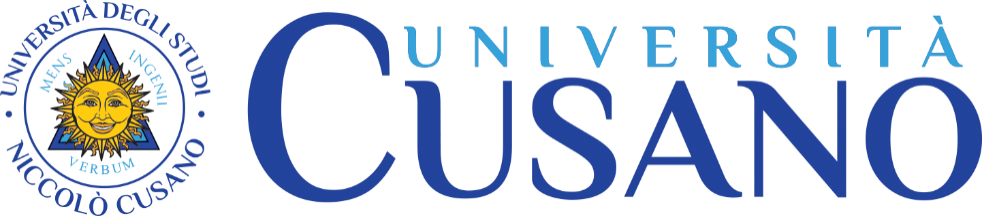 UNIVERSITÀ DEGLI STUDI
NICCOLÒ CUSANO
MENS
INGENII
VERBUM
UNIVERSITÀ
CUSANO